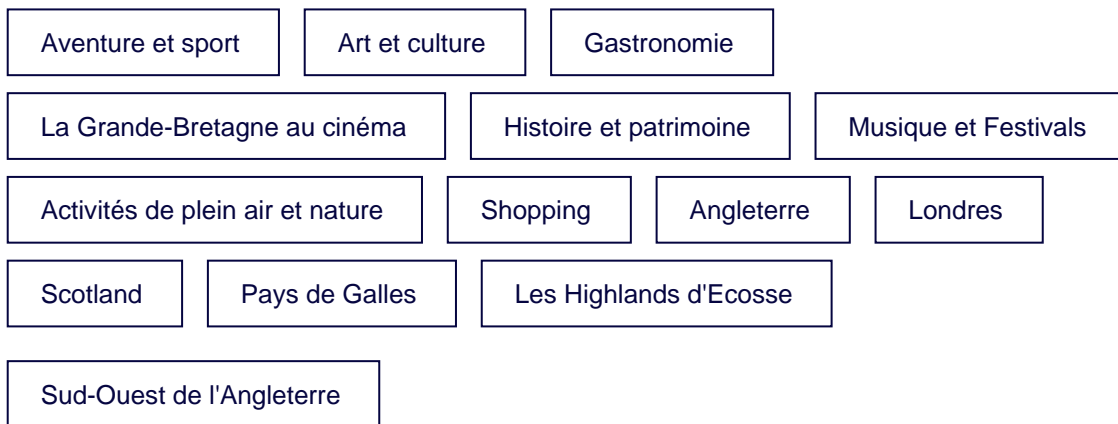 Aventure et sport Art et culture Gastronomie
La Grande-Bretagne au cinéma Histoire et patrimoine Musique et Festivals
Activités de plein air et nature Shopping Angleterre Londres
Scotland Pays de Galles Les Highlands d'Ecosse
Sud-Ouest de l'Angleterre